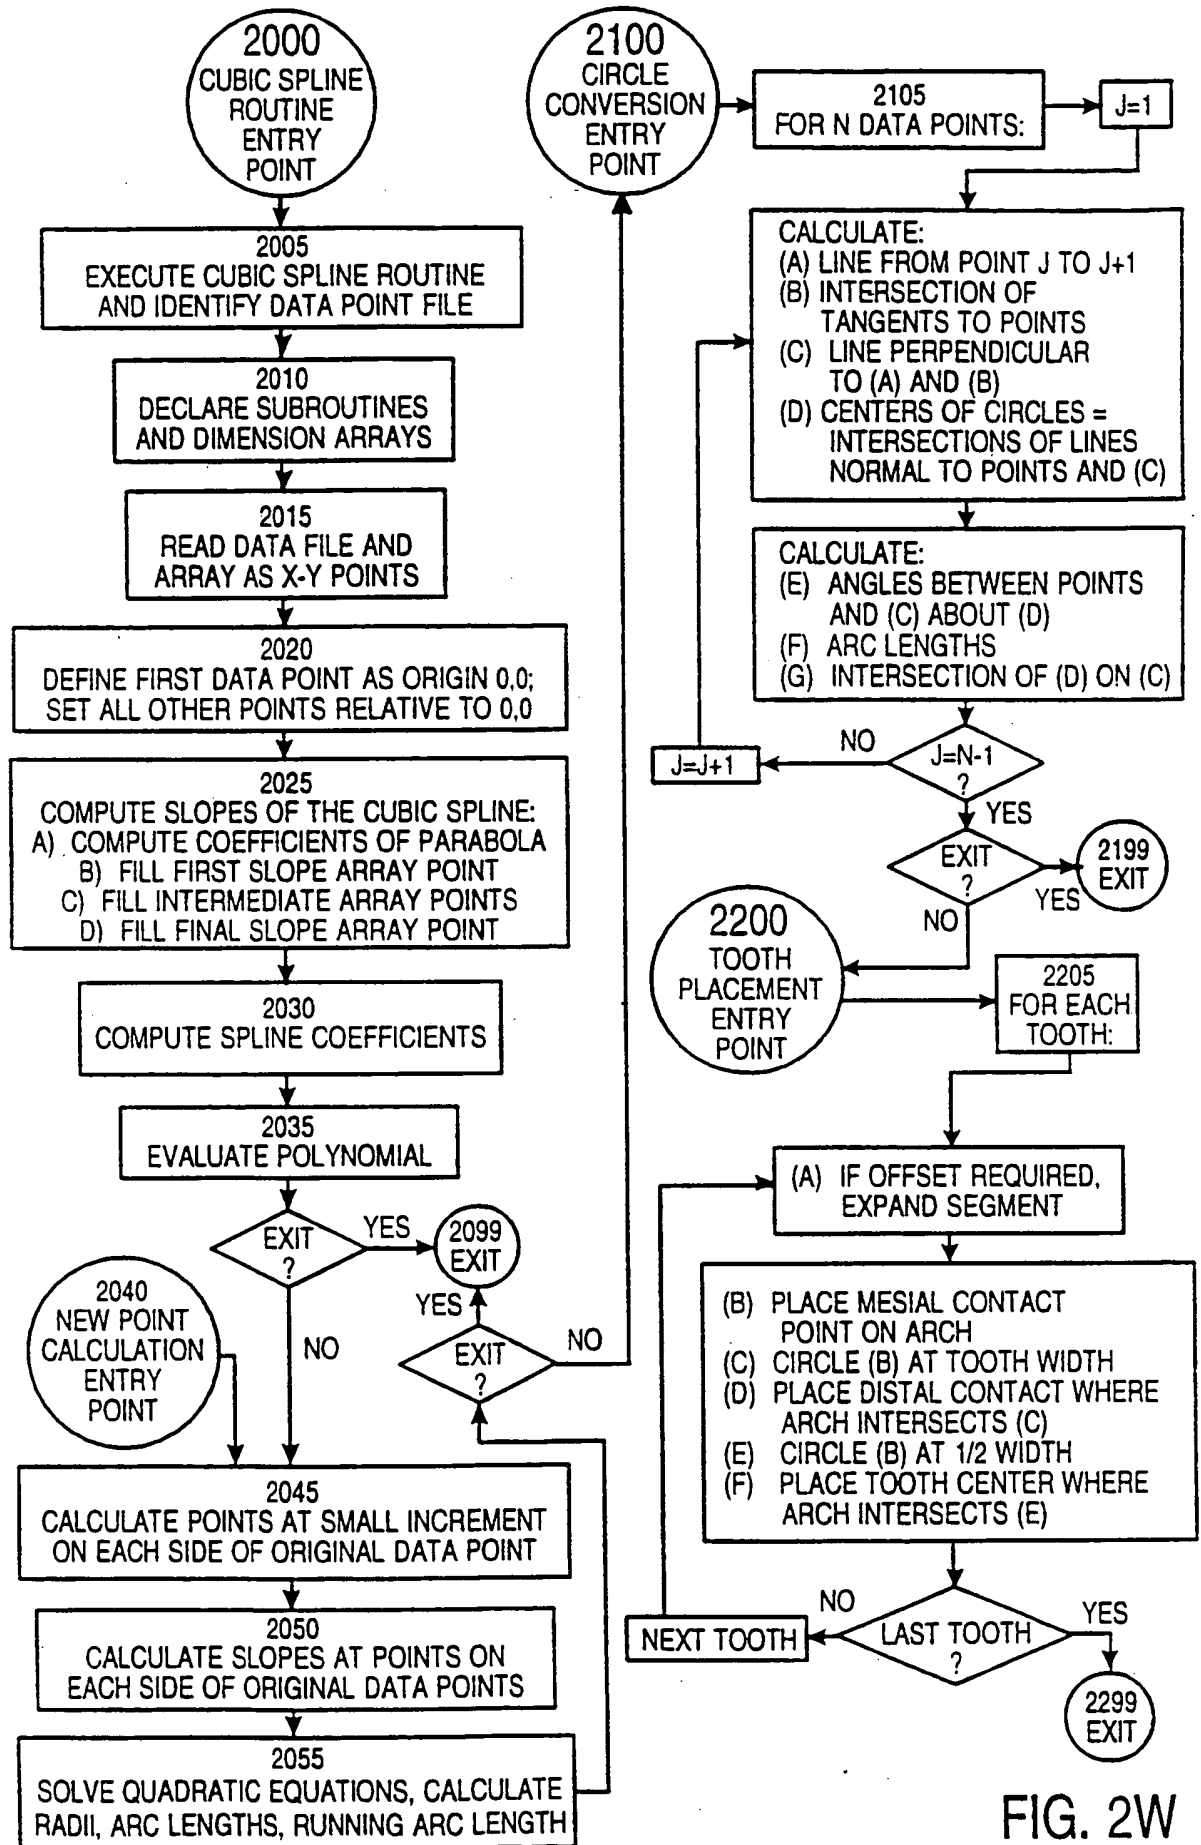 2000
CUBIC SPLINE
ROUTINE
ENTRY
POINT
2005
EXECUTE CUBIC SPLINE ROUTINE
AND IDENTIFY DATA POINT FILE
2010
DECLARE SUBROUTINES
AND DIMENSION ARRAYS
2015
READ DATA FILE AND
ARRAY AS X-Y POINTS
2020
DEFINE FIRST DATA POINT AS ORIGIN 0,0;
SET ALL OTHER POINTS RELATIVE TO 0,0
2025
COMPUTE SLOPES OF THE CUBIC SPLINE:
A) COMPUTE COEFFICIENTS OF PARABOLA
B) FILL FIRST SLOPE ARRAY POINT
C) FILL INTERMEDIATE ARRAY POINTS
D) FILL FINAL SLOPE ARRAY POINT
2030
COMPUTE SPLINE COEFFICIENTS
2035
EVALUATE POLYNOMIAL
EXIT
?
YES
2099
EXIT
NO
2040
NEW POINT
CALCULATION
ENTRY
POINT
YES
EXIT
?
NO
2045
CALCULATE POINTS AT SMALL INCREMENT
ON EACH SIDE OF ORIGINAL DATA POINT
2050
CALCULATE SLOPES AT POINTS ON
EACH SIDE OF ORIGINAL DATA POINTS
2055
SOLVE QUADRATIC EQUATIONS, CALCULATE
RADII, ARC LENGTHS, RUNNING ARC LENGTH
2100
CIRCLE
CONVERSION
ENTRY
POINT
2105
FOR N DATA POINTS:
J=1
CALCULATE:
(A) LINE FROM POINT J TO J+1
(B) INTERSECTION OF
TANGENTS TO POINTS
(C) LINE PERPENDICULAR
TO (A) AND (B)
(D) CENTERS OF CIRCLES =
INTERSECTIONS OF LINES
NORMAL TO POINTS AND (C)
CALCULATE:
(E) ANGLES BETWEEN POINTS
AND (C) ABOUT (D)
(F) ARC LENGTHS
(G) INTERSECTION OF (D) ON (C)
J=N-1
?
NO
J=J+1
YES
EXIT
?
YES
2199
EXIT
NO
2200
TOOTH
PLACEMENT
ENTRY
POINT
2205
FOR EACH
TOOTH:
(A) IF OFFSET REQUIRED,
EXPAND SEGMENT
(B) PLACE MESIAL CONTACT
POINT ON ARCH
(C) CIRCLE (B) AT TOOTH WIDTH
(D) PLACE DISTAL CONTACT WHERE
ARCH INTERSECTS (C)
(E) CIRCLE (B) AT 1/2 WIDTH
(F) PLACE TOOTH CENTER WHERE
ARCH INTERSECTS (E)
LAST TOOTH
?
NO
NEXT TOOTH
YES
2299
EXIT
FIG. 2W